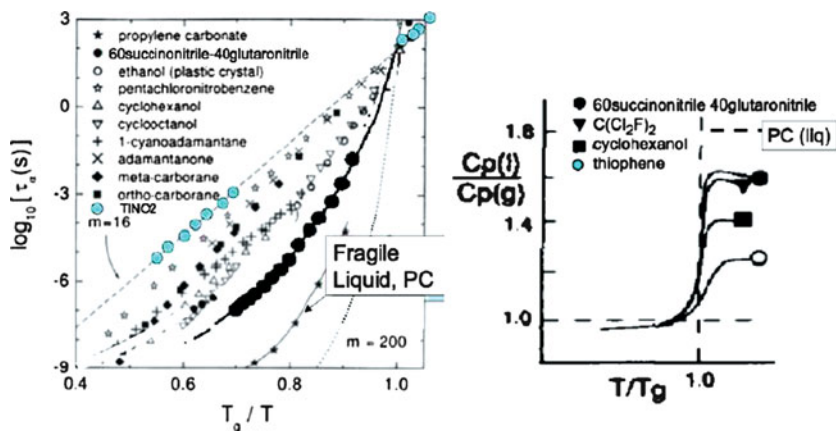 propylene carbonate
60succinonitrile-40glutaronitrile
ethanol (plastic crystal)
pentachloronitrobenzene
cyclohexanol
cyclooctanol
1-cyanoadamantane
adamantanone
meta-carborane
ortho-carborane
TlNO2
m=16
Fragile
Liquid, PC
m = 200
log10[τα(s)]
3
0
-3
-6
-9
0.4 0.6 0.8 1.0
Tg / T
60succinonitrile 40glutaronitrile
C(Cl2F)2
cyclohexanol
thiophene
PC (liq)
Cp(l)
Cp(g)
1.8
1.4
1.0
1.0
T/Tg